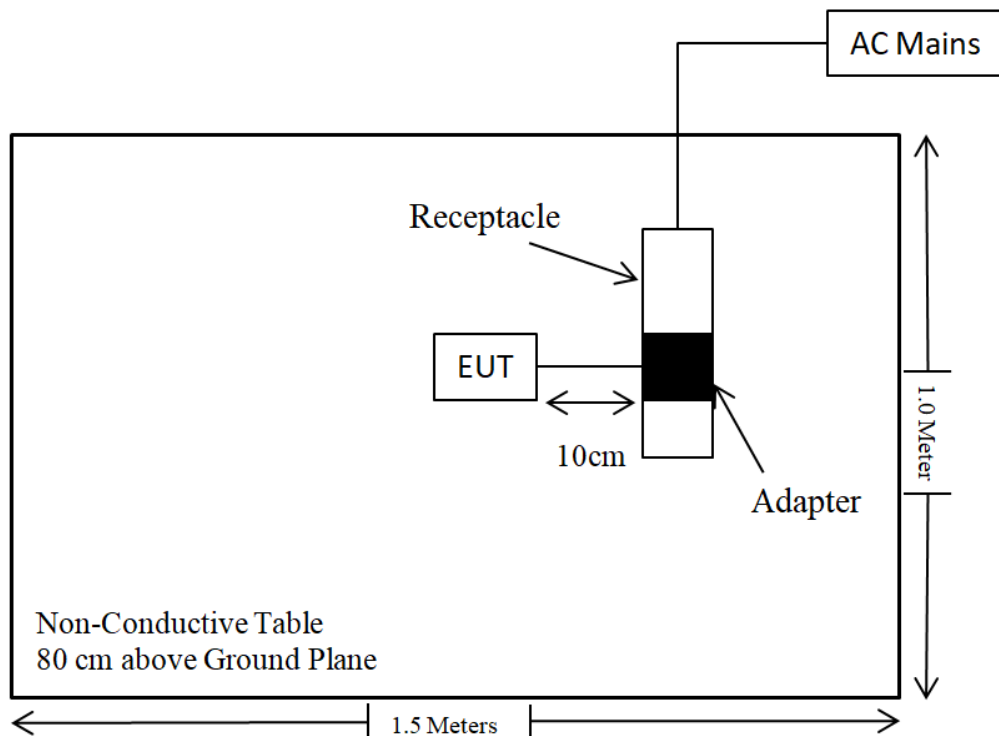 AC Mains
Receptacle
EUT
10cm
Adapter
1.0 Meter
Non-Conductive Table
80 cm above Ground Plane
1.5 Meters